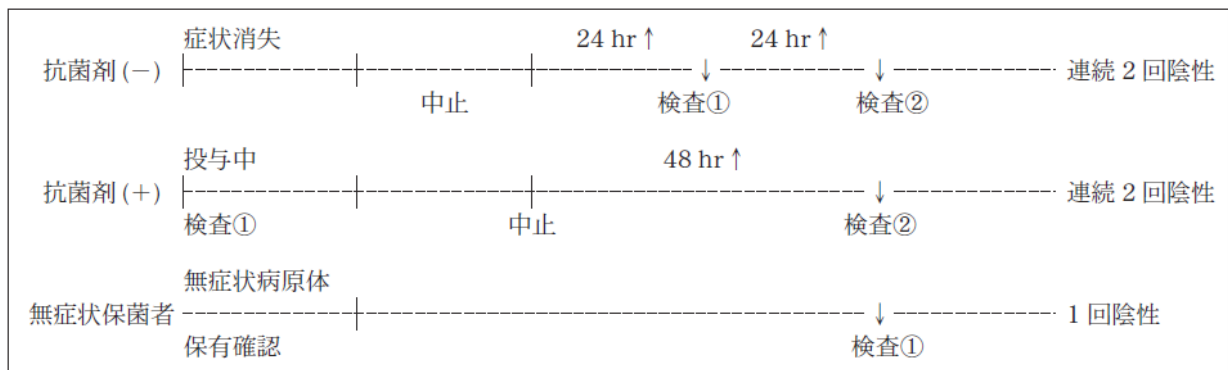 症状消失 24 hr ↑ 24 hr ↑
抗菌剤 (−) ↓ ↓ 連続 2 回陰性
中止 検査① 検査②
投与中 48 hr ↑
抗菌剤 (+) ↓ 連続 2 回陰性
検査① 中止 検査②
無症状病原体
無症状保菌者 ↓ 1 回陰性
保有確認 検査①